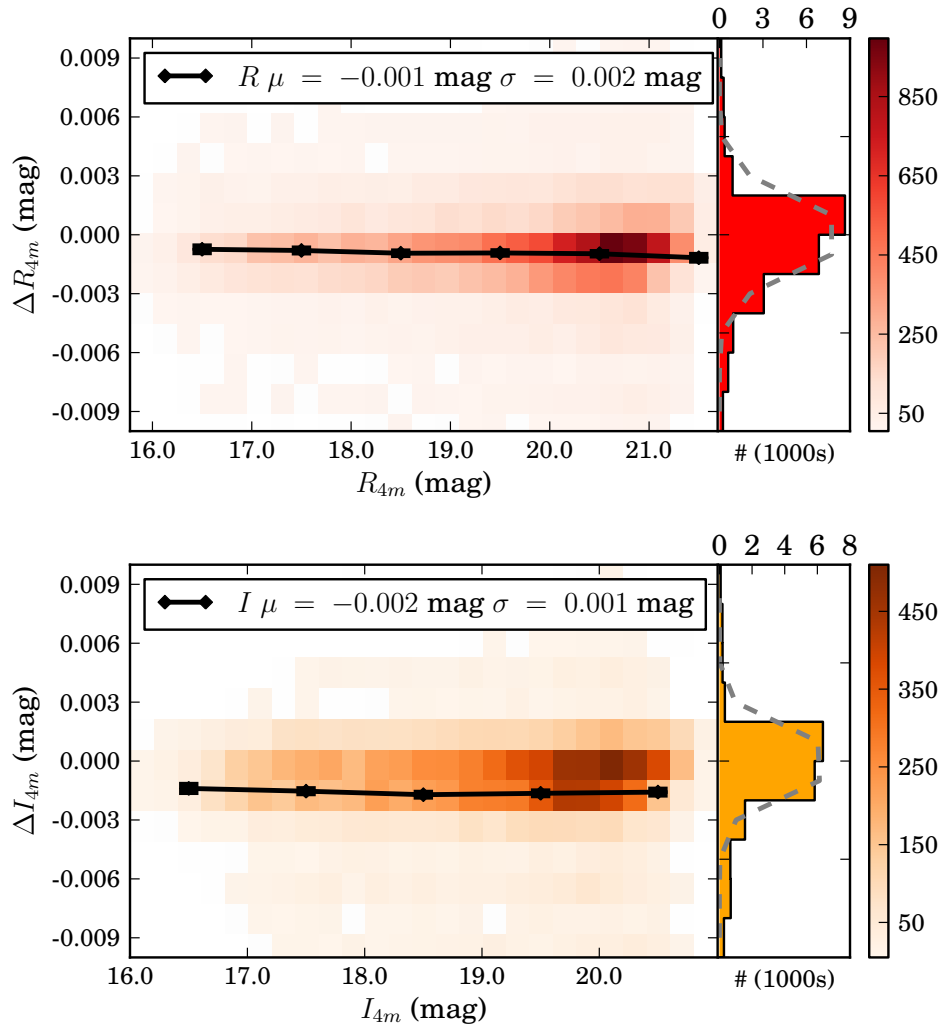 0 3 6 9
0.009
0.006
0.003
0.000
-0.003
-0.006
-0.009
R μ = −0.001 mag σ = 0.002 mag
ΔR4m (mag)
16.0 17.0 18.0 19.0 20.0 21.0
R4m (mag)
# (1000s)
850
650
450
250
50
0 2 4 6 8
0.009
0.006
0.003
0.000
-0.003
-0.006
-0.009
I μ = −0.002 mag σ = 0.001 mag
ΔI4m (mag)
16.0 17.0 18.0 19.0 20.0
I4m (mag)
# (1000s)
450
350
250
150
50